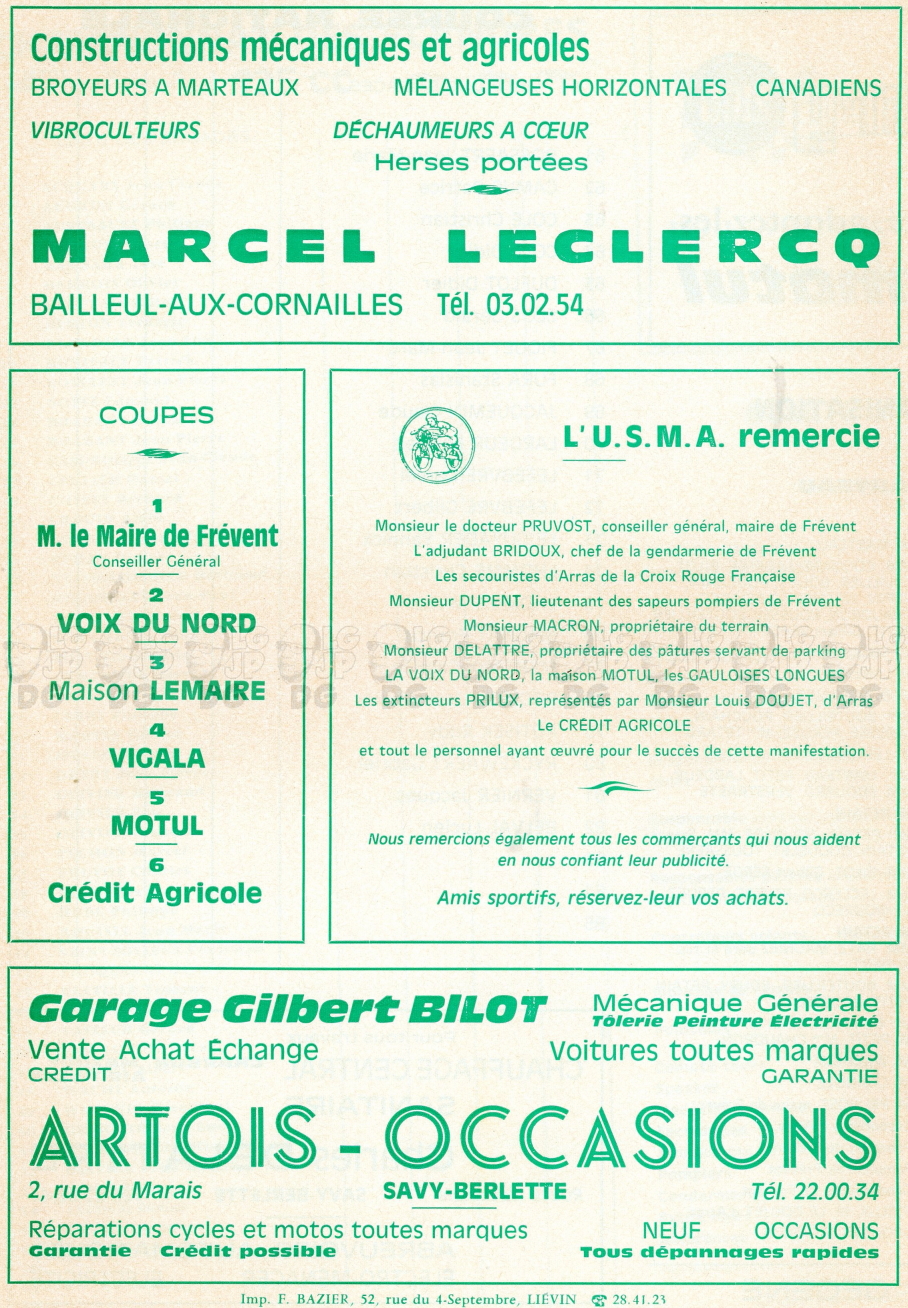 Constructions mécaniques et agricoles
BROYEURS A MARTEAUX MÉLANGEUSES HORIZONTALES CANADIENS
VIBROCULTEURS DÉCHAUMEURS A CŒUR
Herses portées
MARCEL LECLERCQ
BAILLEUL-AUX-CORNAILLES Tél. 03.02.54
COUPES
1
M. le Maire de Frévent
Conseiller Général
2
VOIX DU NORD
3
Maison LEMAIRE
4
VIGALA
5
MOTUL
6
Crédit Agricole
L'U.S.M.A. remercie
Monsieur le docteur PRUVOST, conseiller général, maire de Frévent
L'adjudant BRIDOUX, chef de la gendarmerie de Frévent
Les secouristes d'Arras de la Croix Rouge Française
Monsieur DUPENT, lieutenant des sapeurs pompiers de Frévent
Monsieur MACRON, propriétaire du terrain
Monsieur DELATTRE, propriétaire des pâtures servant de parking
LA VOIX DU NORD, la maison MOTUL, les GAULOISES LONGUES
Les extincteurs PRILUX, représentés par Monsieur Louis DOUJET, d'Arras
Le CRÉDIT AGRICOLE
et tout le personnel ayant œuvré pour le succès de cette manifestation.
Nous remercions également tous les commerçants qui nous aident
en nous confiant leur publicité.
Amis sportifs, réservez-leur vos achats.
Garage Gilbert BILOT Mécanique Générale
Tôlerie Peinture Électricité
Vente Achat Échange Voitures toutes marques
CRÉDIT GARANTIE
ARTOIS - OCCASIONS
2, rue du Marais SAVY-BERLETTE Tél. 22.00.34
Réparations cycles et motos toutes marques NEUF OCCASIONS
Garantie Crédit possible Tous dépannages rapides
Imp. F. BAZIER, 52, rue du 4-Septembre, LIÉVIN ☎ 28.41.23